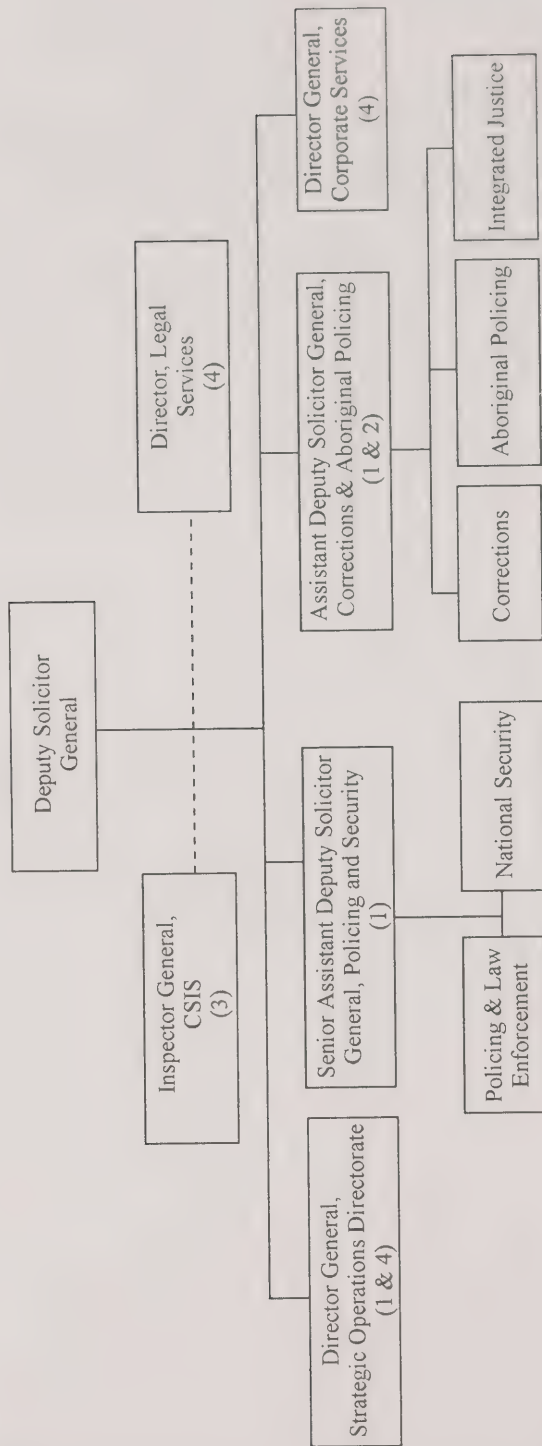 Deputy Solicitor
General
Inspector General,
CSIS
(3)
Director, Legal
Services
(4)
Director General,
Strategic Operations Directorate
(1 & 4)
Senior Assistant Deputy Solicitor
General, Policing and Security
(1)
Assistant Deputy Solicitor General,
Corrections & Aboriginal Policing
(1 & 2)
Director General,
Corporate Services
(4)
Policing & Law
Enforcement
National Security
Corrections
Aboriginal Policing
Integrated Justice